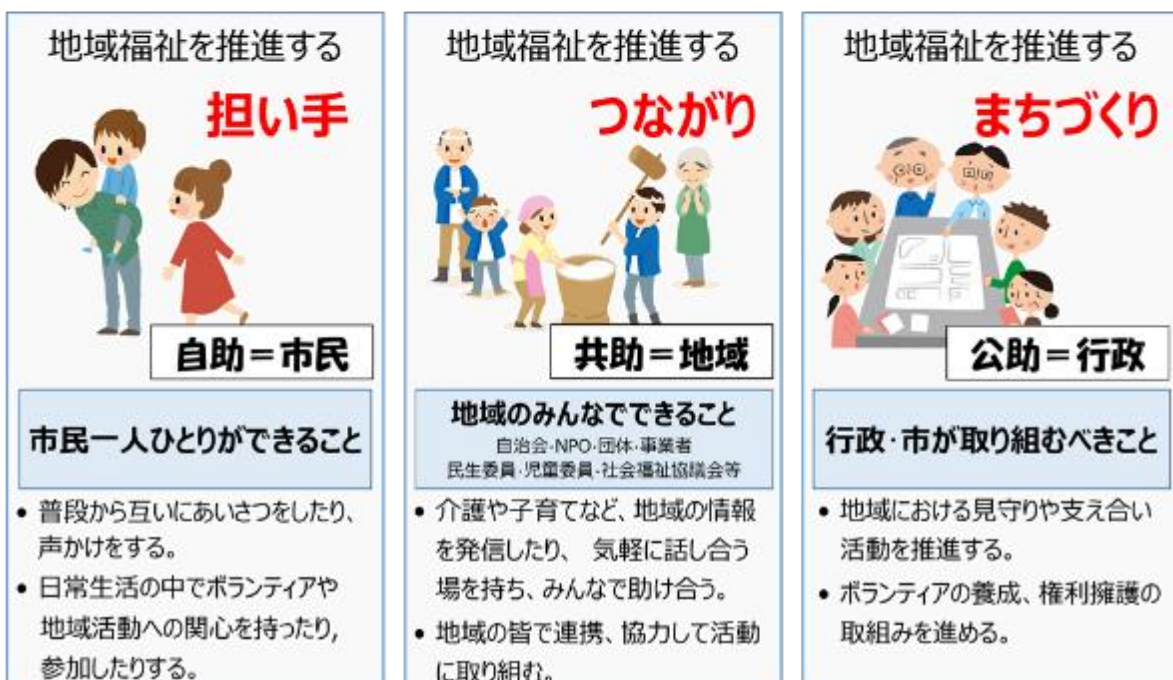 地域福祉を推進する
担い手
自助=市民
市民一人ひとりができること
• 普段から互いにあいさつをしたり、
声かけをする。
• 日常生活の中でボランティアや
地域活動への関心を持ったり,
参加したりする。
地域福祉を推進する
つながり
共助=地域
地域のみんなでできること
自治会·NPO·団体·事業者
民生委員·児童委員·社会福祉協議会等
• 介護や子育てなど、地域の情報
を発信したり、 気軽に話し合う
場を持ち、みんなで助け合う。
• 地域の皆で連携、協力して活動
に取り組む。
地域福祉を推進する
まちづくり
公助=行政
行政·市が取り組むべきこと
• 地域における見守りや支え合い
活動を推進する。
• ボランティアの養成、権利擁護の
取組みを進める。